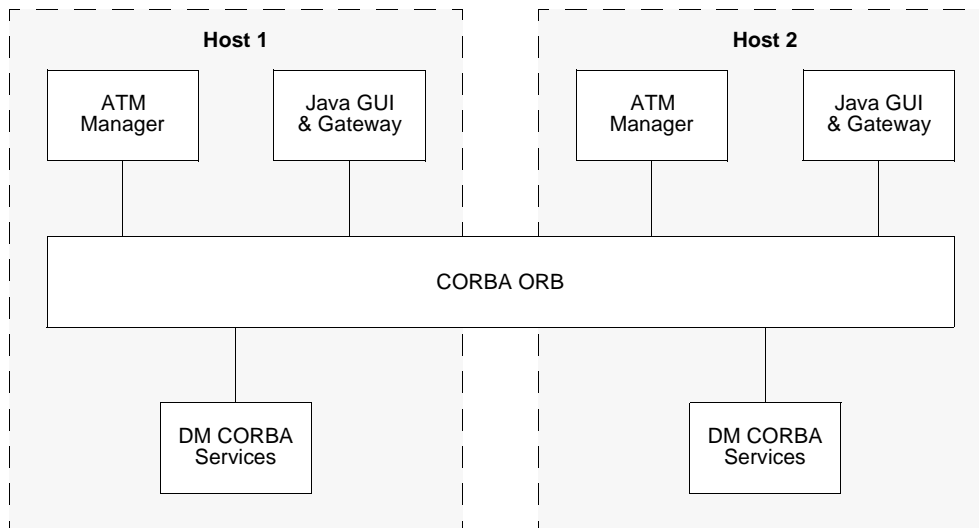 Host 1
Host 2
ATM
Manager
Java GUI
& Gateway
ATM
Manager
Java GUI
& Gateway
CORBA ORB
DM CORBA
Services
DM CORBA
Services